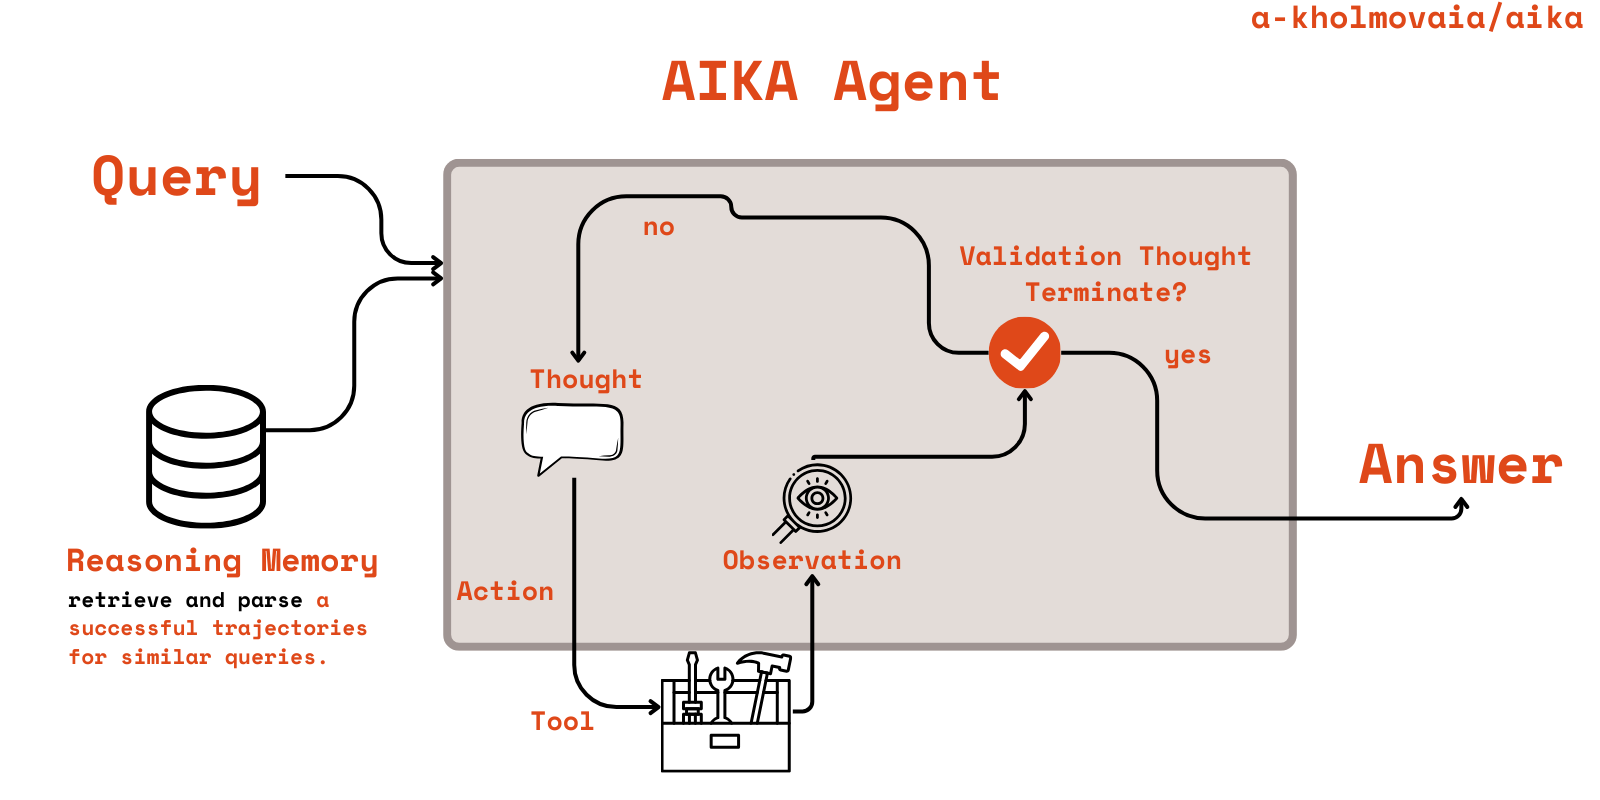 a-kholmovaia/aika
AIKA Agent
Query
no
Validation Thought
Terminate?
yes
Thought
Answer
Reasoning Memory
retrieve and parse a
successful trajectories
for similar queries.
Observation
Action
Tool